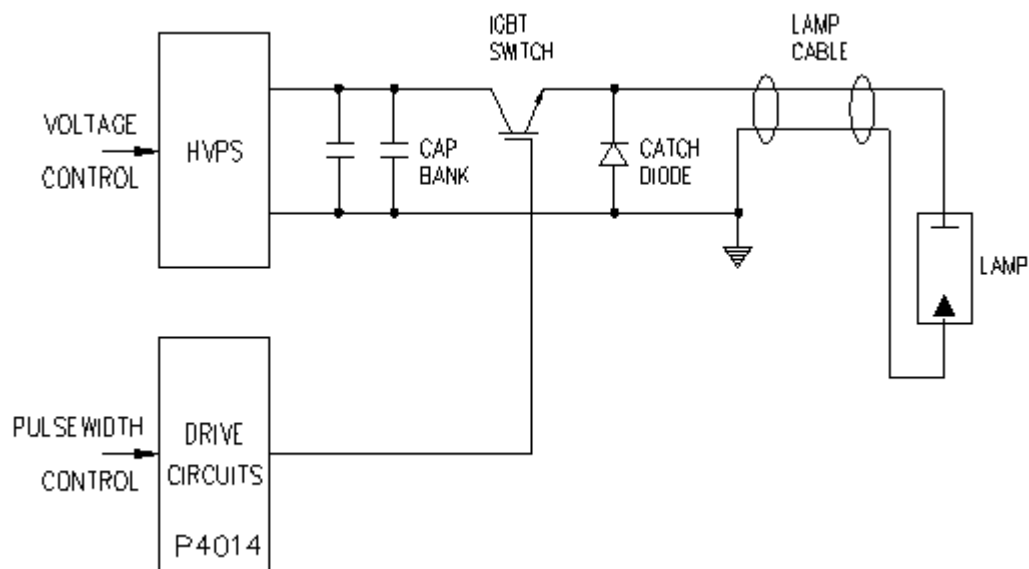 IGBT
SWITCH
LAMP
CABLE
VOLTAGE
CONTROL
HVPS
CAP
BANK
CATCH
DIODE
LAMP
PULSEWIDTH
CONTROL
DRIVE
CIRCUITS
P4014